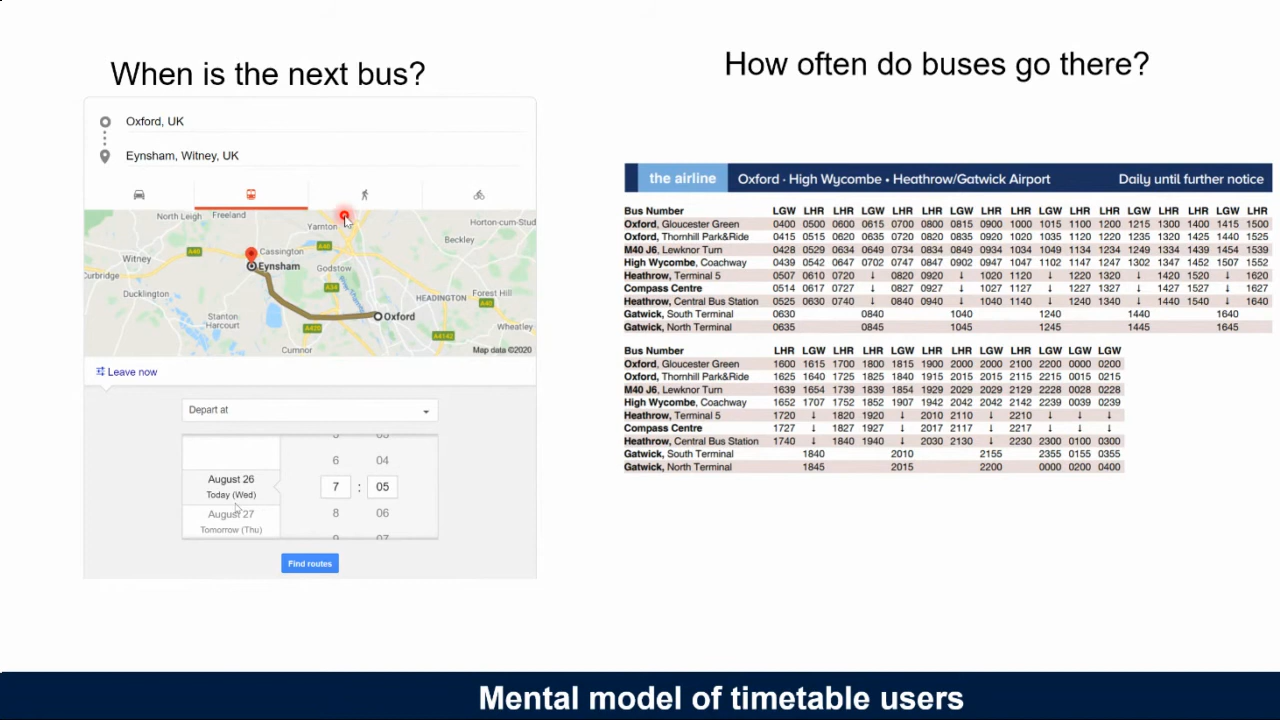 When is the next bus?
How often do buses go there?
Oxford, UK
Eynsham, Witney, UK
North Leigh Freeland Yarnton Horton-cum-Stud
A40 Cassington A40 Beckley
Witney Eynsham Godstow
Curbridge
Ducklington A34 HEADINGTON Forest Hill
A40
Stanton Harcourt Oxford
A420 Wheatley
Cumnor A4142
Map data ©2020
Leave now
Depart at
5 03
6 04
August 26
Today (Wed)
7 : 05
August 27
Tomorrow (Thu)
8 06
9 07
Find routes
the airline Oxford · High Wycombe • Heathrow/Gatwick Airport Daily until further notice
Bus Number LGW LHR LHR LGW LHR LHR LGW LHR LHR LGW LHR LHR LGW LHR LHR LGW LHR
Oxford, Gloucester Green 0400 0500 0600 0615 0700 0800 0815 0900 1000 1015 1100 1200 1215 1300 1400 1415 1500
Oxford, Thornhill Park&Ride 0415 0515 0620 0635 0720 0820 0835 0920 1020 1035 1120 1220 1235 1320 1425 1440 1525
M40 J6, Lewknor Turn 0428 0529 0634 0649 0734 0834 0849 0934 1034 1049 1134 1234 1249 1334 1439 1454 1539
High Wycombe, Coachway 0439 0542 0647 0702 0747 0847 0902 0947 1047 1102 1147 1247 1302 1347 1452 1507 1552
Heathrow, Terminal 5 0507 0610 0720 ↓ 0820 0920 ↓ 1020 1120 ↓ 1220 1320 ↓ 1420 1520 ↓ 1620
Compass Centre 0514 0617 0727 ↓ 0827 0927 ↓ 1027 1127 ↓ 1227 1327 ↓ 1427 1527 ↓ 1627
Heathrow, Central Bus Station 0525 0630 0740 ↓ 0840 0940 ↓ 1040 1140 ↓ 1240 1340 ↓ 1440 1540 ↓ 1640
Gatwick, South Terminal 0630 0840 1040 1240 1440 1640
Gatwick, North Terminal 0635 0845 1045 1245 1445 1645
Bus Number LHR LGW LHR LHR LGW LHR LHR LGW LHR LGW LGW LGW
Oxford, Gloucester Green 1600 1615 1700 1800 1815 1900 2000 2000 2100 2200 0000 0200
Oxford, Thornhill Park&Ride 1625 1640 1725 1825 1840 1915 2015 2015 2115 2215 0015 0215
M40 J6, Lewknor Turn 1639 1654 1739 1839 1854 1929 2029 2029 2129 2228 0028 0228
High Wycombe, Coachway 1652 1707 1752 1852 1907 1942 2042 2042 2142 2239 0039 0239
Heathrow, Terminal 5 1720 ↓ 1820 1920 ↓ 2010 2110 ↓ 2210 ↓ ↓ ↓
Compass Centre 1727 ↓ 1827 1927 ↓ 2017 2117 ↓ 2217 ↓ ↓ ↓
Heathrow, Central Bus Station 1740 ↓ 1840 1940 ↓ 2030 2130 ↓ 2230 2300 0100 0300
Gatwick, South Terminal 1840 2010 2155 2355 0155 0355
Gatwick, North Terminal 1845 2015 2200 0000 0200 0400
Mental model of timetable users